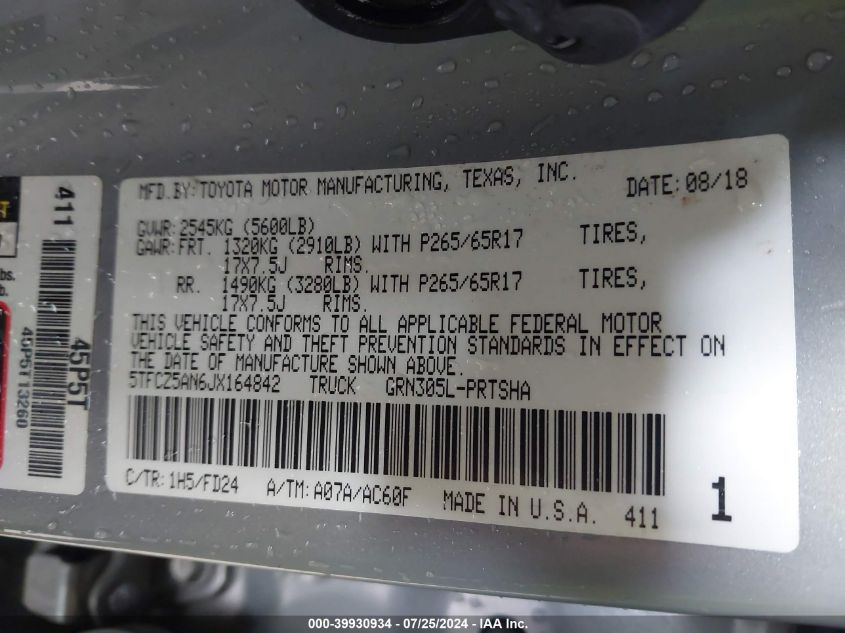 411
45P5T
45P5T13260
lbs.
lb.
MFD.BY:TOYOTA MOTOR MANUFACTURING, TEXAS, INC. DATE:08/18
GVWR:2545KG (5600LB)
GAWR:FRT. 1320KG (2910LB) WITH P265/65R17 TIRES,
17X7.5J RIMS.
RR. 1490KG (3280LB) WITH P265/65R17 TIRES,
17X7.5J RIMS.
THIS VEHICLE CONFORMS TO ALL APPLICABLE FEDERAL MOTOR
VEHICLE SAFETY AND THEFT PREVENTION STANDARDS IN EFFECT ON
THE DATE OF MANUFACTURE SHOWN ABOVE.
5TFCZ5AN6JX164842 TRUCK GRN305L-PRTSHA
C/TR:1H5/FD24 A/TM:A07A/AC60F MADE IN U.S.A. 411 1
000-39930934 / 07/25/2024 - IAA Inc.